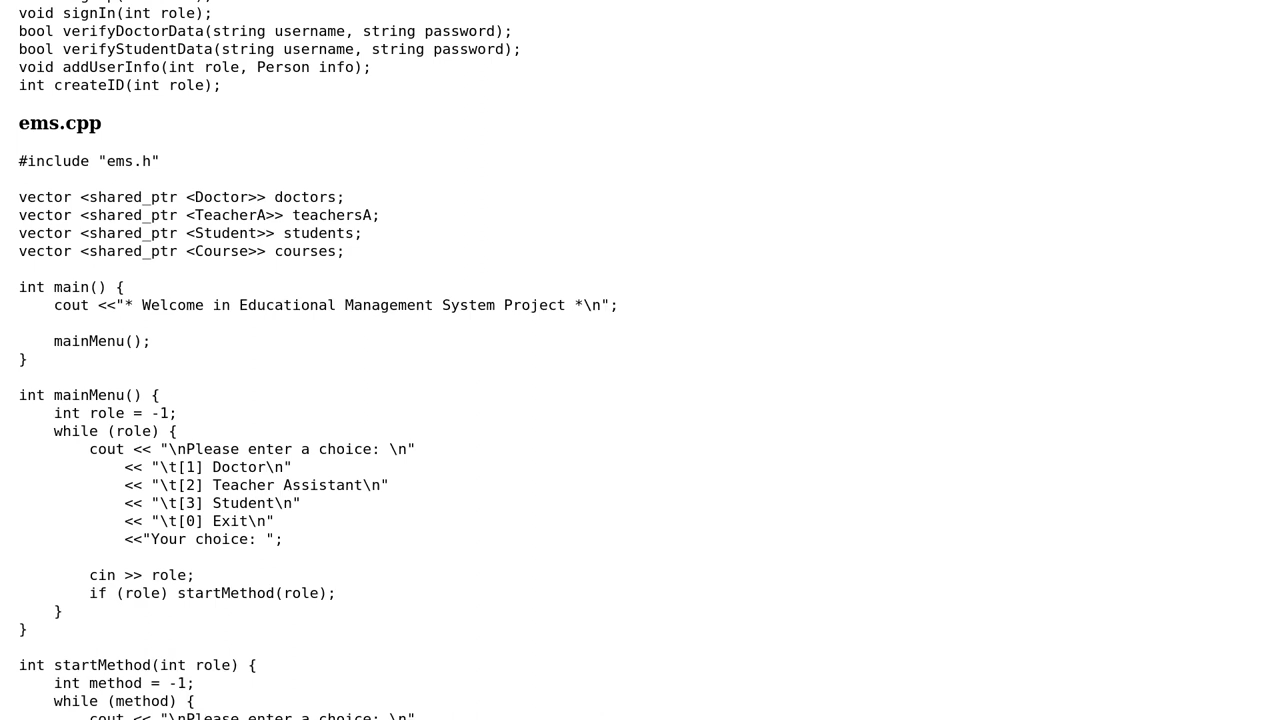 void signIn(int role);
bool verifyDoctorData(string username, string password);
bool verifyStudentData(string username, string password);
void addUserInfo(int role, Person info);
int createID(int role);
ems.cpp
#include "ems.h"
vector <shared_ptr <Doctor>> doctors;
vector <shared_ptr <TeacherA>> teachersA;
vector <shared_ptr <Student>> students;
vector <shared_ptr <Course>> courses;
int main() {
    cout <<"* Welcome in Educational Management System Project *\n";
    mainMenu();
}
int mainMenu() {
    int role = -1;
    while (role) {
        cout << "\nPlease enter a choice: \n"
            << "\t[1] Doctor\n"
            << "\t[2] Teacher Assistant\n"
            << "\t[3] Student\n"
            << "\t[0] Exit\n"
            <<"Your choice: ";
        cin >> role;
        if (role) startMethod(role);
    }
}
int startMethod(int role) {
    int method = -1;
    while (method) {
        cout << "\nPlease enter a choice: \n"